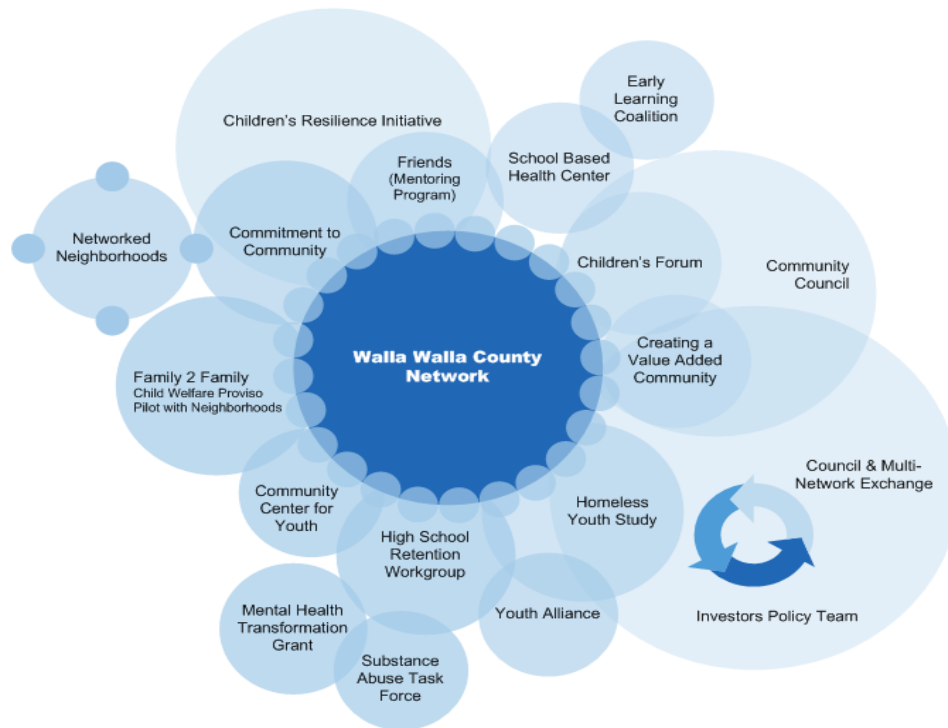 Early
Learning
Coalition
Children's Resilience Initiative
Friends
(Mentoring
Program)
School Based
Health Center
Networked
Neighborhoods
Commitment to
Community
Children's Forum
Community
Council
Walla Walla County
Network
Creating a
Value Added
Community
Family 2 Family
Child Welfare Proviso
Pilot with Neighborhoods
Council & Multi-
Network Exchange
Community
Center for
Youth
Homeless
Youth Study
High School
Retention
Workgroup
Mental Health
Transformation
Grant
Youth Alliance
Investors Policy Team
Substance
Abuse Task
Force